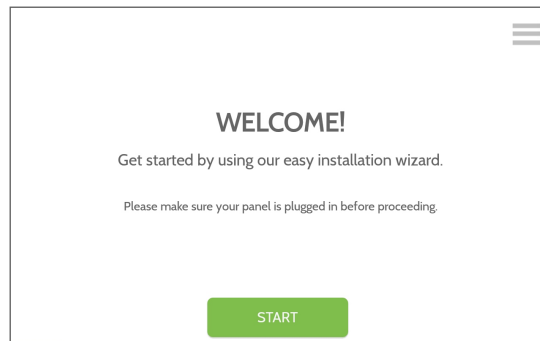 WELCOME!
Get started by using our easy installation wizard.
Please make sure your panel is plugged in before proceeding.
START